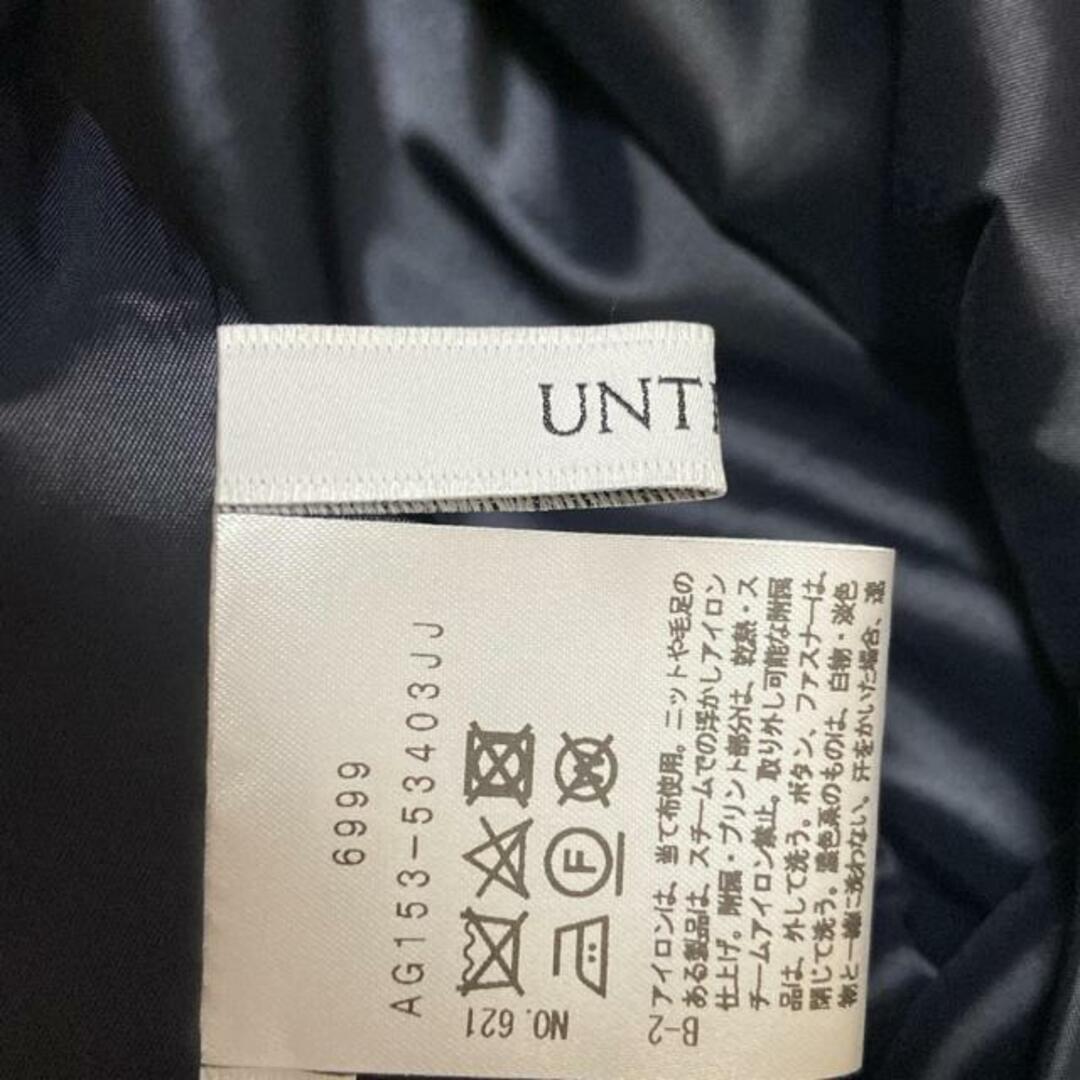 UNTI
6999
AG153-53403JJ
F
W
NO. 621
B-2
アイロンは、当て布使用。ニットや毛足の
ある製品は、スチームでの浮かしアイロン
仕上げ。附属・プリント部分は、乾熱・ス
チームアイロン禁止。取り外し可能な附属
品は、外して洗う。ボタン、ファスナーは、
閉じて洗う。濃色系のものは、白物・淡色
物と一緒に洗わない。汗をかいた場合、速